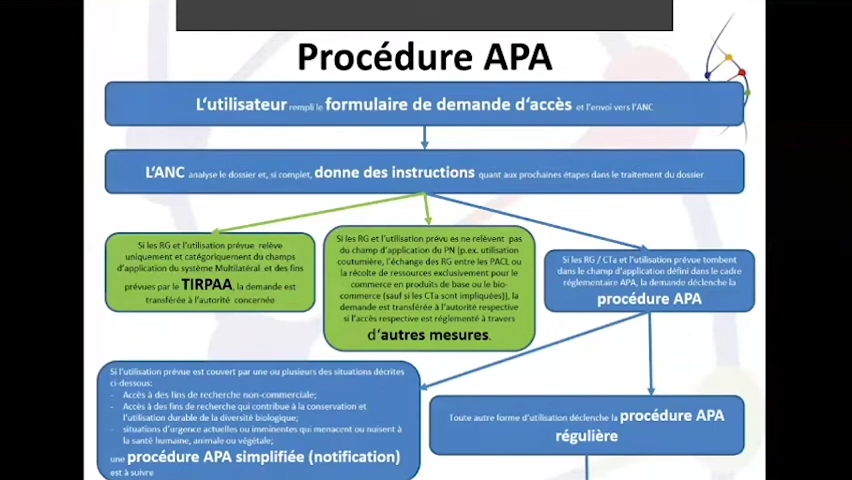 Procédure APA
L'utilisateur rempli le formulaire de demande d'accès et l'envoi vers l'ANC
L'ANC analyse le dossier et, si complet, donne des instructions quant aux prochaines étapes dans le traitement du dossier
Si les RG et l'utilisation prévue relève
uniquement et catégoriquement du champs
d'application du système Multilatéral et des fins
prévues par le TIRPAA, la demande est
transférée à l'autorité concernée
Si les RG et l'utilisation prévu es ne relèvent pas
du champ d'application du PN (p.ex. utilisation
coutumière, l'échange des RG entre les PACL ou
la récolte de ressources exclusivement pour le
commerce en produits de base ou le bio-
commerce (sauf si les CTa sont impliquées)), la
demande est transférée à l'autorité respective
si l'accès respective est réglementé à travers
d'autres mesures.
Si les RG / CTa et l'utilisation prévue tombent
dans le champ d'application défini dans le cadre
réglementaire APA, la demande déclenche la
procédure APA
Si l'utilisation prévue est couvert par une ou plusieurs des situations décrites
ci-dessous:
- Accès à des fins de recherche non-commerciale;
- Accès à des fins de recherche qui contribue à la conservation et
l'utilisation durable de la diversité biologique;
- situations d'urgence actuelles ou imminentes qui menacent ou nuisent à
la santé humaine, animale ou végétale;
une procédure APA simplifiée (notification)
est à suivre
Toute autre forme d'utilisation déclenche la procédure APA
régulière